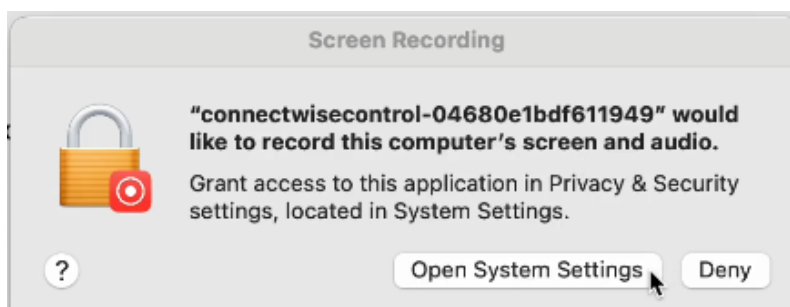 Screen Recording
“connectwisecontrol-04680e1bdf611949” would
like to record this computer’s screen and audio.
Grant access to this application in Privacy & Security
settings, located in System Settings.
?
Open System Settings
Deny